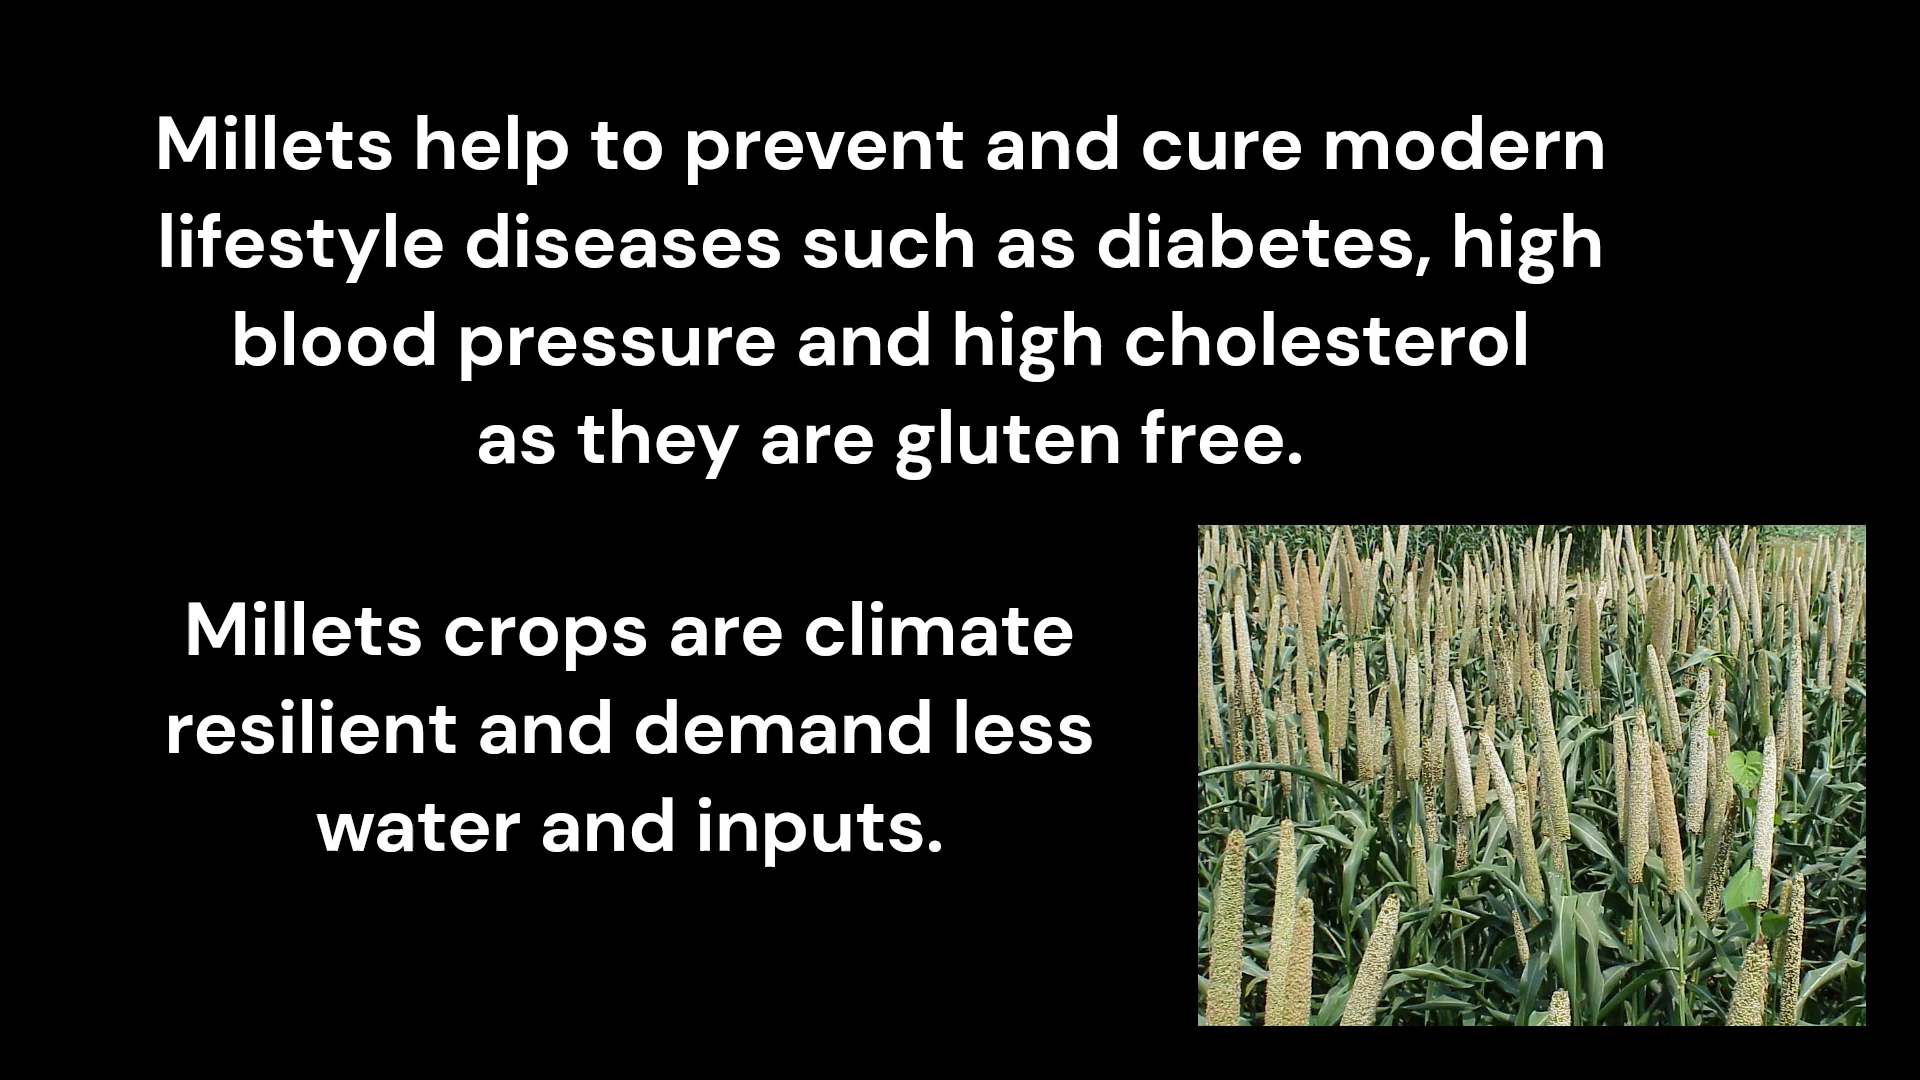 Millets help to prevent and cure modern
lifestyle diseases such as diabetes, high
blood pressure and high cholesterol
as they are gluten free.
Millets crops are climate
resilient and demand less
water and inputs.